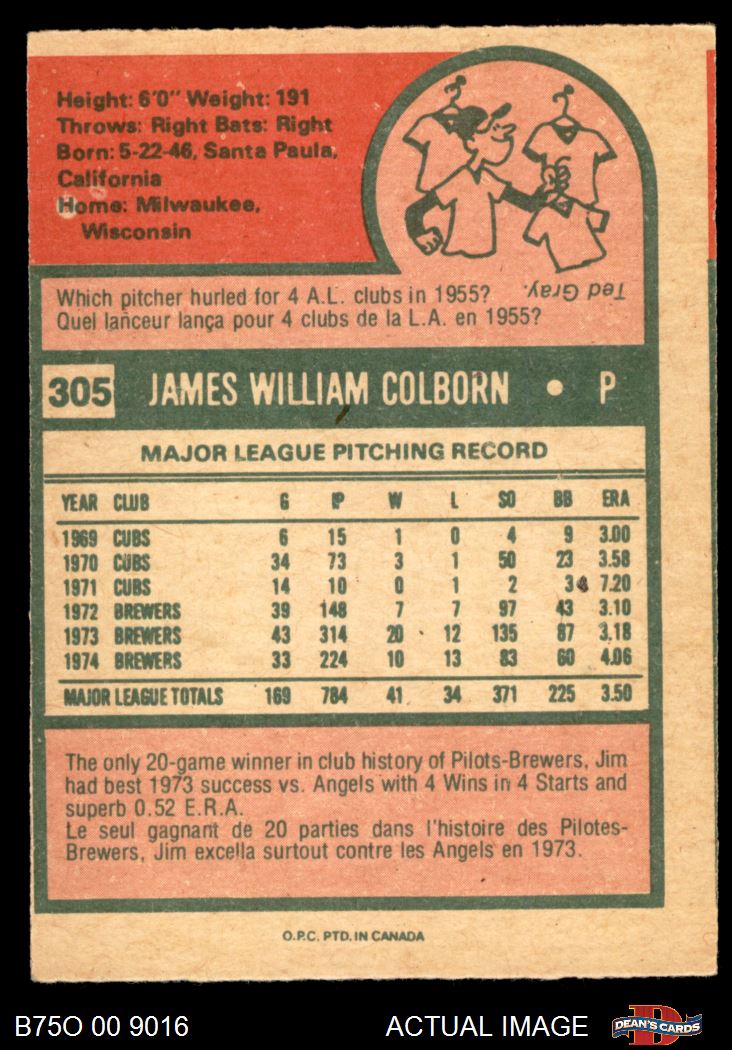 Height: 6'0" Weight: 191
Throws: Right Bats: Right
Born: 5-22-46, Santa Paula,
California
Home: Milwaukee,
Wisconsin
Which pitcher hurled for 4 A.L. clubs in 1955? Ted Gray.
Quel lanceur lança pour 4 clubs de la L.A. en 1955?
305 JAMES WILLIAM COLBORN • P
MAJOR LEAGUE PITCHING RECORD
YEAR CLUB G IP W L SO BB ERA
1969 CUBS 6 15 1 0 4 9 3.00
1970 CUBS 34 73 3 1 50 23 3.58
1971 CUBS 14 10 0 1 2 3 7.20
1972 BREWERS 39 148 7 7 97 43 3.10
1973 BREWERS 43 314 20 12 135 87 3.18
1974 BREWERS 33 224 10 13 83 60 4.06
MAJOR LEAGUE TOTALS 169 784 41 34 371 225 3.50
The only 20-game winner in club history of Pilots-Brewers, Jim
had best 1973 success vs. Angels with 4 Wins in 4 Starts and
superb 0.52 E.R.A.
Le seul gagnant de 20 parties dans l'histoire des Pilotes-
Brewers, Jim excella surtout contre les Angels en 1973.
O.P.C. PTD. IN CANADA
B75O 00 9016 ACTUAL IMAGE DEAN'S CARDS